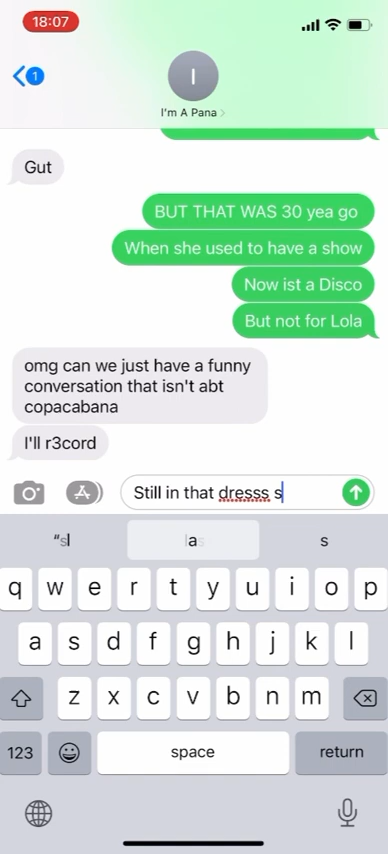 18:07
1
I
I'm A Pana
Gut
BUT THAT WAS 30 yea go
When she used to have a show
Now ist a Disco
But not for Lola
omg can we just have a funny
conversation that isn't abt
copacabana
I'll r3cord
Still in that dresss s
"sl las s
q w e r t y u i o p
a s d f g h j k l
z x c v b n m
123 space return